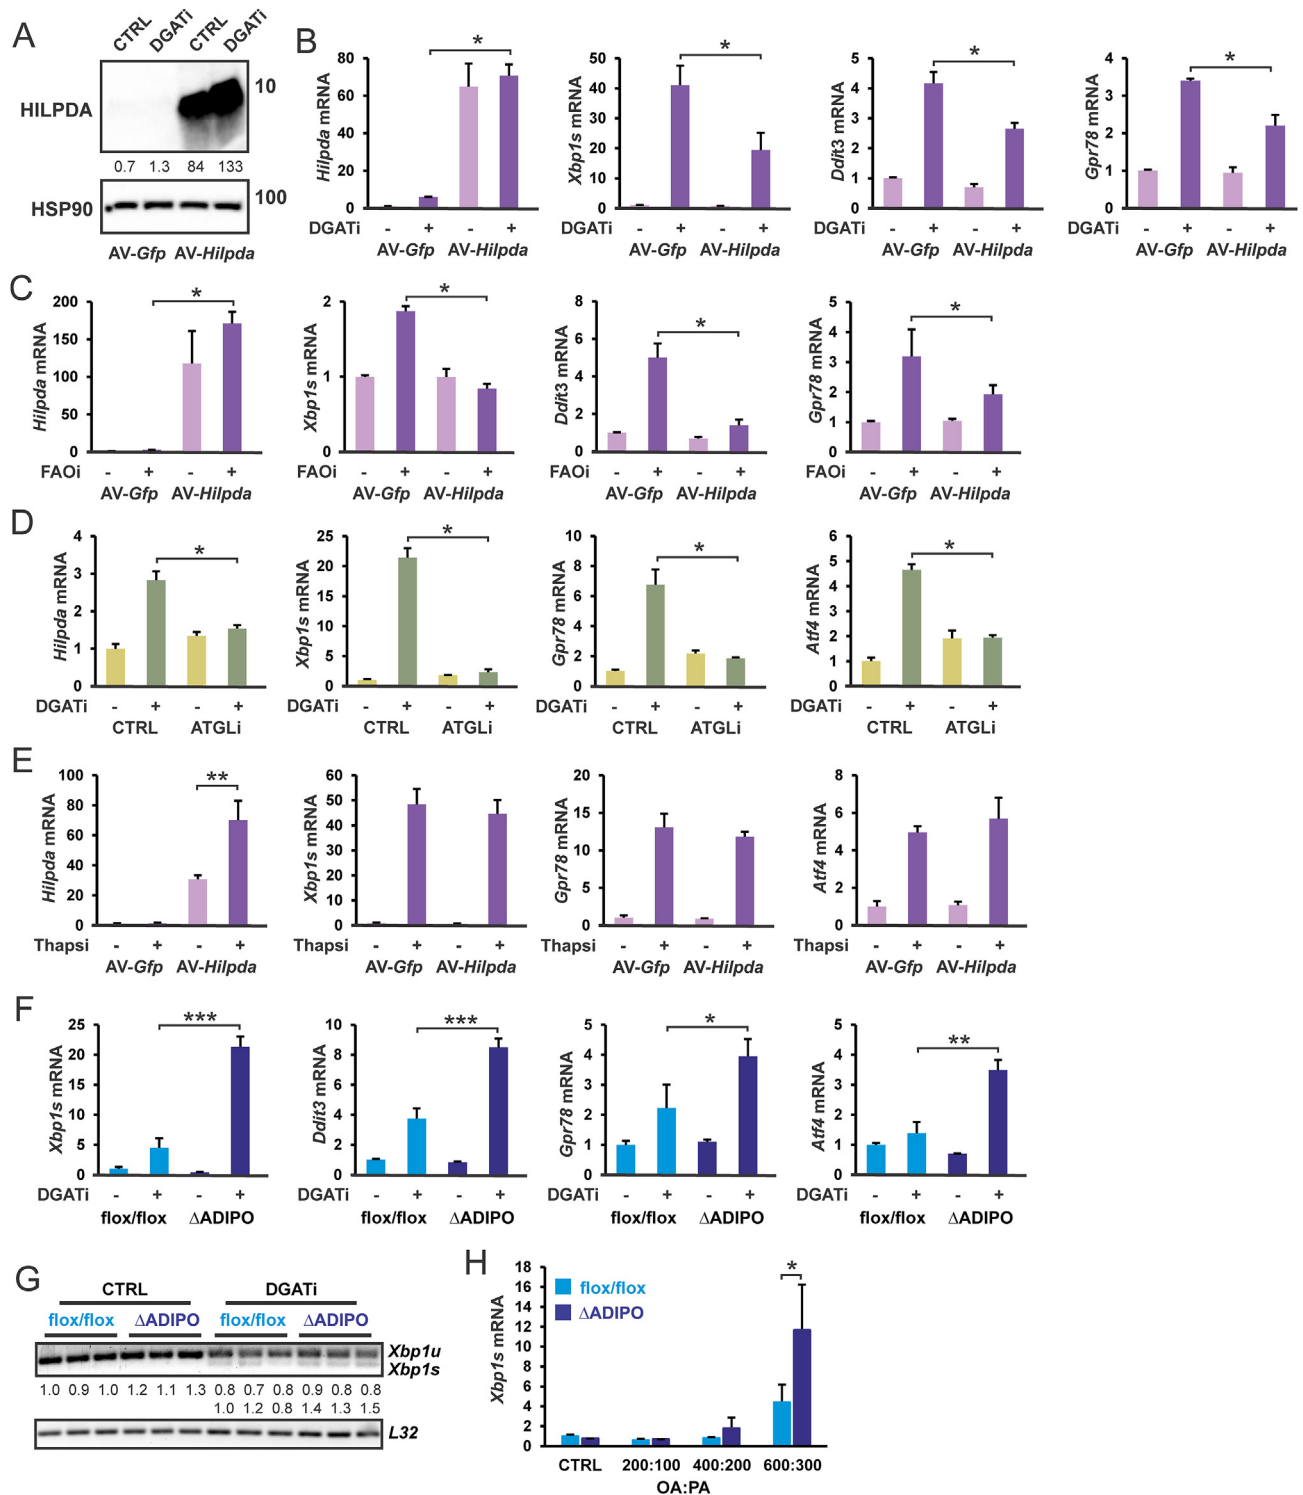 A
CTRL
DGATi
CTRL
DGATi
HILPDA
10
0.7 1.3 84 133
HSP90
100
AV-Gfp AV-Hilpda
B
Hilpda mRNA
80
60
40
20
0
*
DGATi - + - +
AV-Gfp AV-Hilpda
Xbp1s mRNA
50
40
30
20
10
0
*
DGATi - + - +
AV-Gfp AV-Hilpda
Ddit3 mRNA
5
4
3
2
1
0
*
DGATi - + - +
AV-Gfp AV-Hilpda
Gpr78 mRNA
4
3
2
1
0
*
DGATi - + - +
AV-Gfp AV-Hilpda
C
Hilpda mRNA
200
150
100
50
0
*
FAOi - + - +
AV-Gfp AV-Hilpda
Xbp1s mRNA
2
1
0
*
FAOi - + - +
AV-Gfp AV-Hilpda
Ddit3 mRNA
8
6
4
2
0
*
FAOi - + - +
AV-Gfp AV-Hilpda
Gpr78 mRNA
5
4
3
2
1
0
*
FAOi - + - +
AV-Gfp AV-Hilpda
D
Hilpda mRNA
4
3
2
1
0
*
DGATi - + - +
CTRL ATGLi
Xbp1s mRNA
25
20
15
10
5
0
*
DGATi - + - +
CTRL ATGLi
Gpr78 mRNA
10
8
6
4
2
0
*
DGATi - + - +
CTRL ATGLi
Atf4 mRNA
6
5
4
3
2
1
0
*
DGATi - + - +
CTRL ATGLi
E
Hilpda mRNA
100
80
60
40
20
0
**
Thapsi - + - +
AV-Gfp AV-Hilpda
Xbp1s mRNA
60
50
40
30
20
10
0
Thapsi - + - +
AV-Gfp AV-Hilpda
Gpr78 mRNA
20
15
10
5
0
Thapsi - + - +
AV-Gfp AV-Hilpda
Atf4 mRNA
8
6
4
2
0
Thapsi - + - +
AV-Gfp AV-Hilpda
F
Xbp1s mRNA
25
20
15
10
5
0
***
DGATi - + - +
flox/flox ΔADIPO
Ddit3 mRNA
10
8
6
4
2
0
***
DGATi - + - +
flox/flox ΔADIPO
Gpr78 mRNA
5
4
3
2
1
0
*
DGATi - + - +
flox/flox ΔADIPO
Atf4 mRNA
5
4
3
2
1
0
**
DGATi - + - +
flox/flox ΔADIPO
G
CTRL DGATi
flox/flox ΔADIPO flox/flox ΔADIPO
Xbp1u
Xbp1s
1.0 0.9 1.0 1.2 1.1 1.3 0.8 0.7 0.8 0.9 0.8 0.8
1.0 1.2 0.8 1.4 1.3 1.5
L32
H
Xbp1s mRNA
18
16
14
12
10
8
6
4
2
0
flox/flox
ΔADIPO
*
CTRL 200:100 400:200 600:300
OA:PA